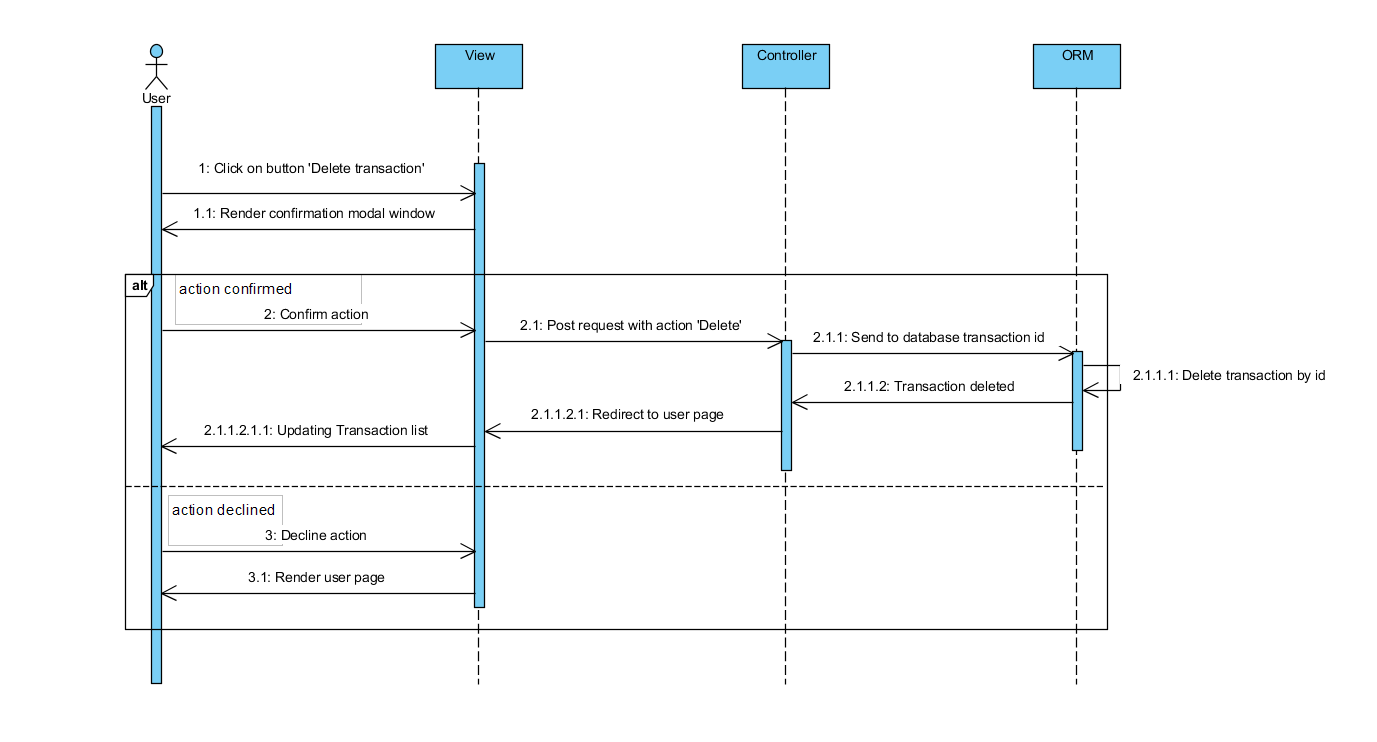 User
View
Controller
ORM
1: Click on button 'Delete transaction'
1.1: Render confirmation modal window
alt
action confirmed
2: Confirm action
2.1: Post request with action 'Delete'
2.1.1: Send to database transaction id
2.1.1.1: Delete transaction by id
2.1.1.2: Transaction deleted
2.1.1.2.1: Redirect to user page
2.1.1.2.1.1: Updating Transaction list
action declined
3: Decline action
3.1: Render user page